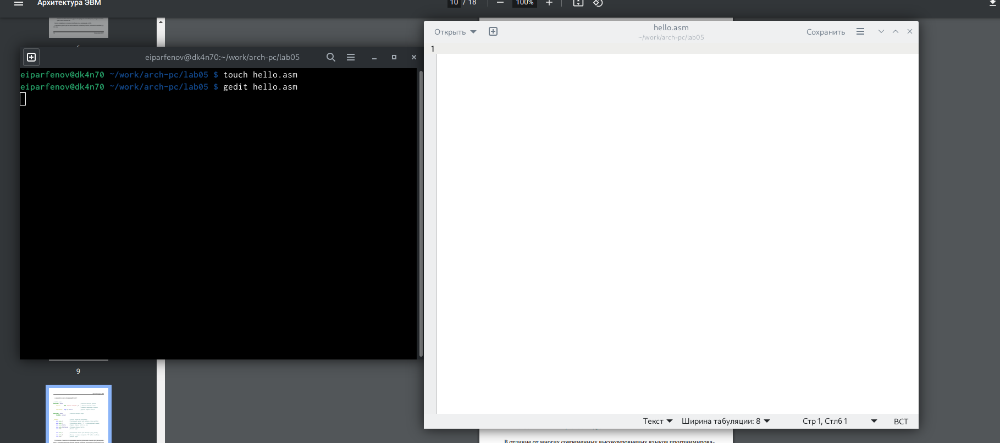 Архитектура ЭВМ
10 / 18
100%
eiparfenov@dk4n70:~/work/arch-pc/lab05
eiparfenov@dk4n70 ~/work/arch-pc/lab05 $ touch hello.asm
eiparfenov@dk4n70 ~/work/arch-pc/lab05 $ gedit hello.asm
9
Открыть
hello.asm
~/work/arch-pc/lab05
Сохранить
1
Текст
Ширина табуляции: 8
Стр 1, Стлб 1
ВСТ
В отличие от многих современных высокоуровневых языков программирова-